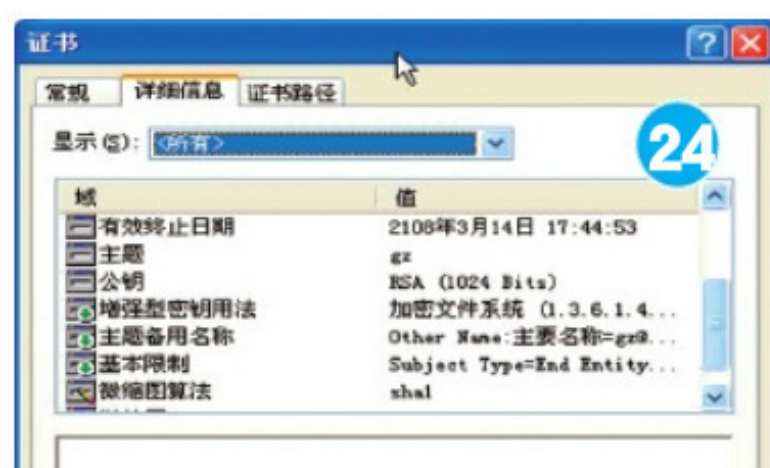 证书
常规 详细信息 证书路径
显示(S): <所有>
24
域 值
有效终止日期 2108年3月14日 17:44:53
主题 gz
公钥 RSA (1024 Bits)
增强型密钥用法 加密文件系统 (1.3.6.1.4...
主题备用名称 Other Name:主要名称=gz@...
基本限制 Subject Type=End Entity...
微缩图算法 sha1